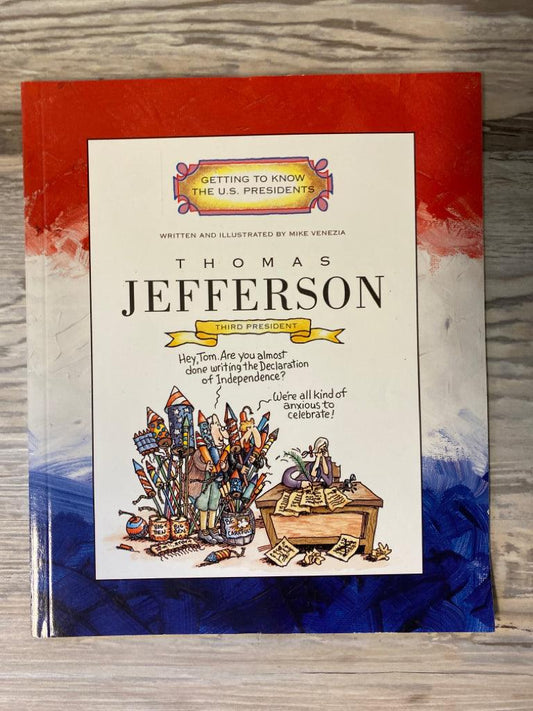 GETTING TO KNOW
THE U.S. PRESIDENTS
WRITTEN AND ILLUSTRATED BY MIKE VENEZIA
THOMAS
JEFFERSON
THIRD PRESIDENT
Hey, Tom. Are you almost
done writing the Declaration
of Independence?
We're all kind of
anxious to
celebrate!